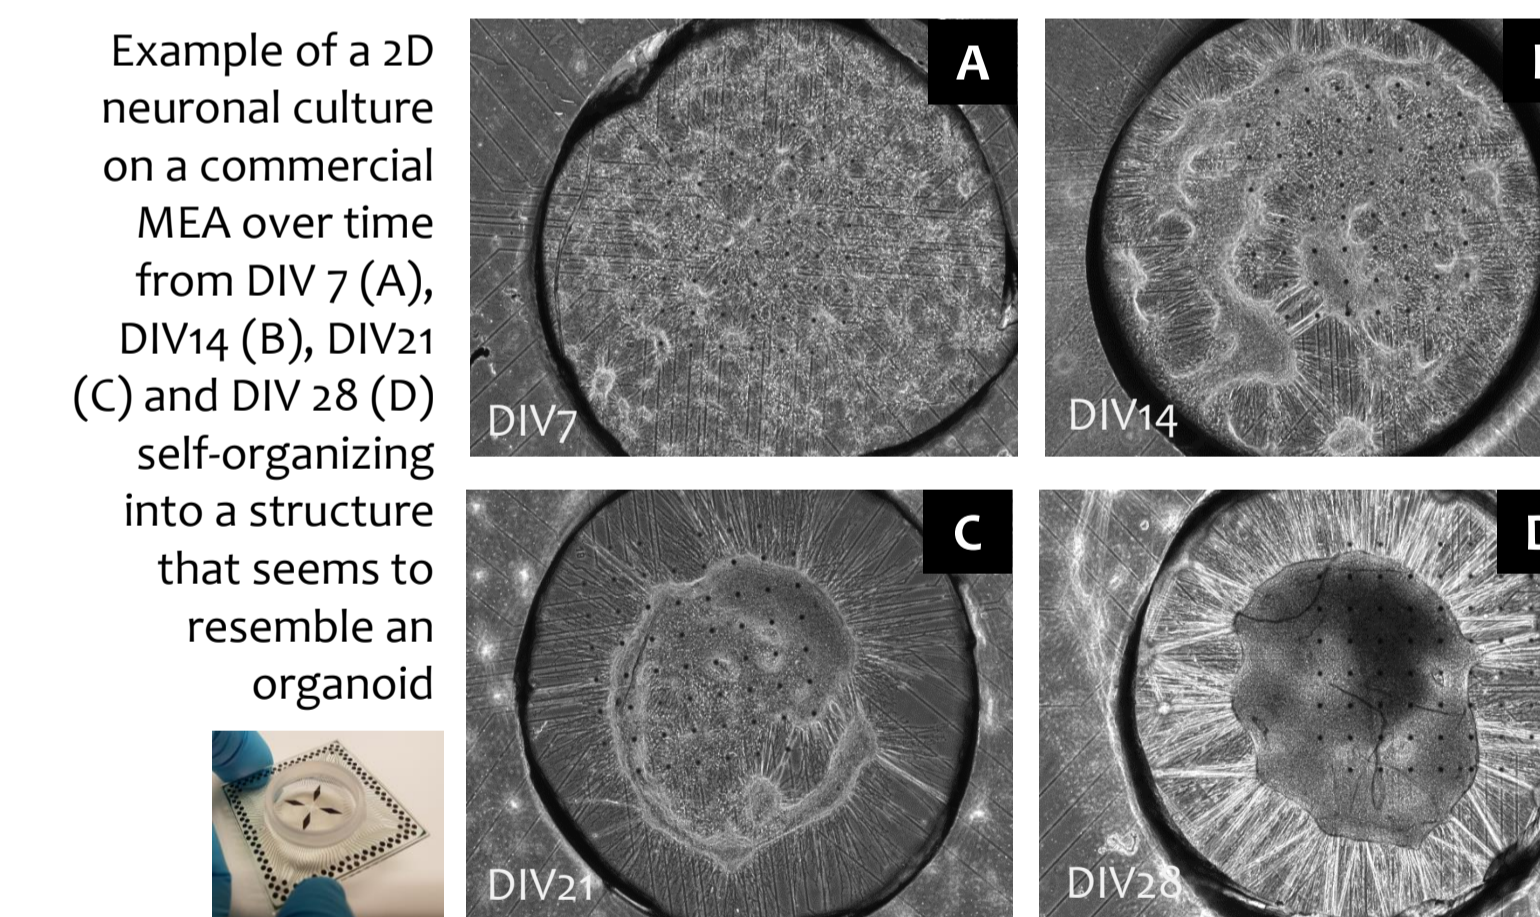 Example of a 2D
neuronal culture
on a commercial
MEA over time
from DIV 7 (A),
DIV14 (B), DIV21
(C) and DIV 28 (D)
self-organizing
into a structure
that seems to
resemble an
organoid
A
DIV7
DIV14
C
DIV21
DIV28